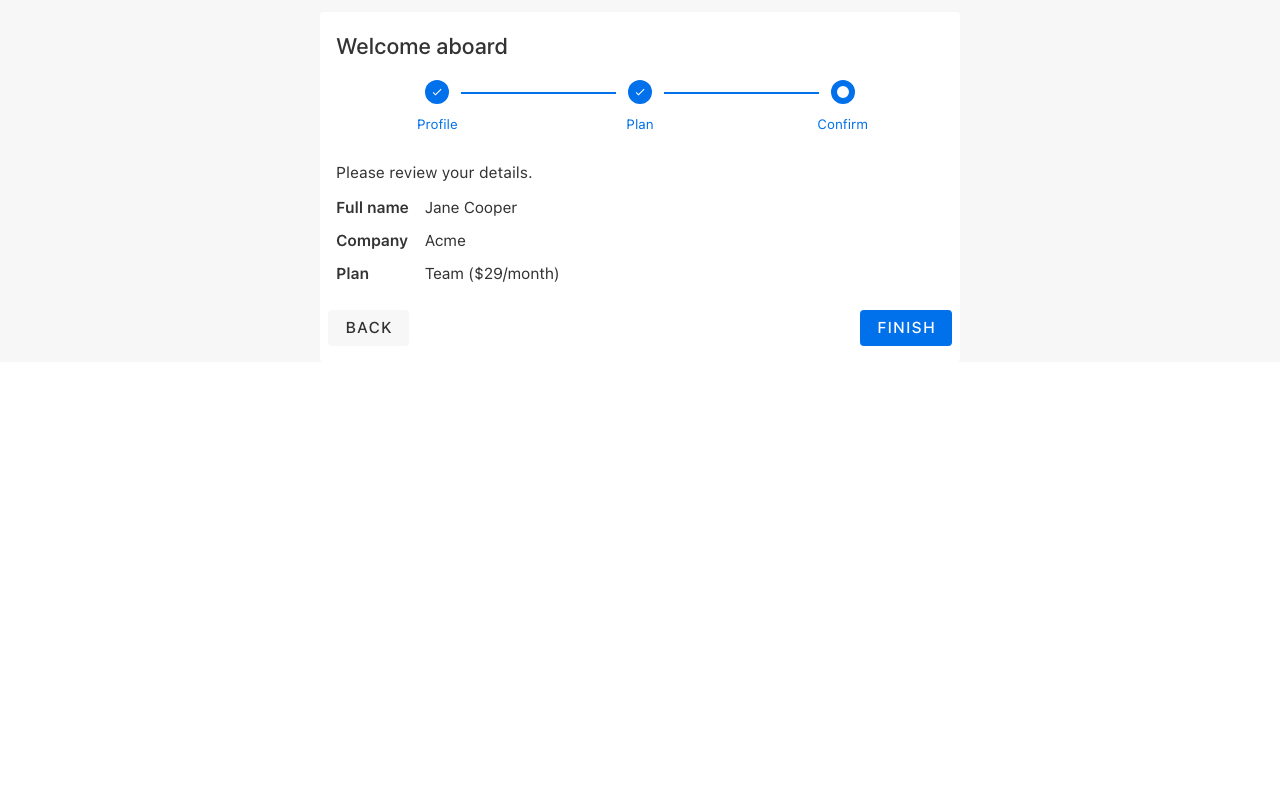 Welcome aboard
Profile Plan Confirm
Please review your details.
Full name Jane Cooper
Company Acme
Plan Team ($29/month)
BACK FINISH